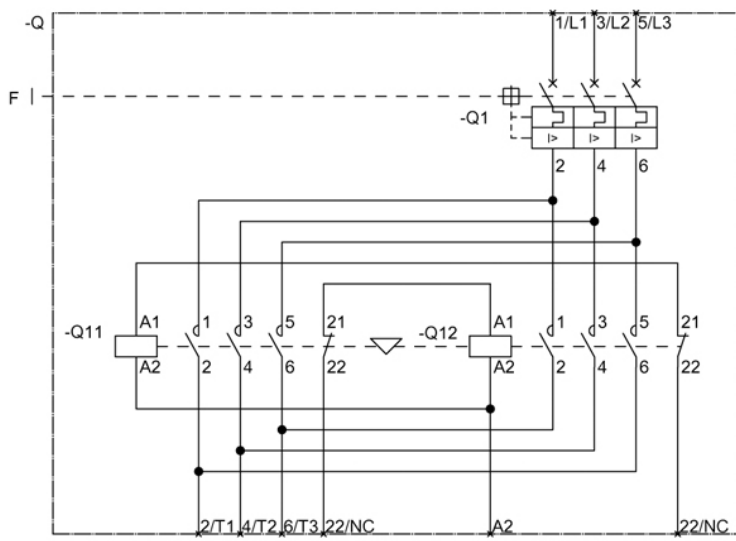 -Q 1/L1 3/L2 5/L3
F
-Q1
|> |> |>
2 4 6
A1 1 3 5 21 A1 1 3 5 21
-Q11 -Q12
A2 2 4 6 22 A2 2 4 6 22
2/T1 4/T2 6/T3 22/NC A2 22/NC